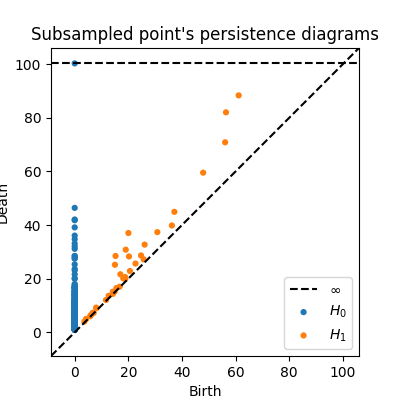 Subsampled point's persistence diagrams
100
80
60
40
20
0
Death
0 20 40 60 80 100
Birth
∞
H₀
H₁